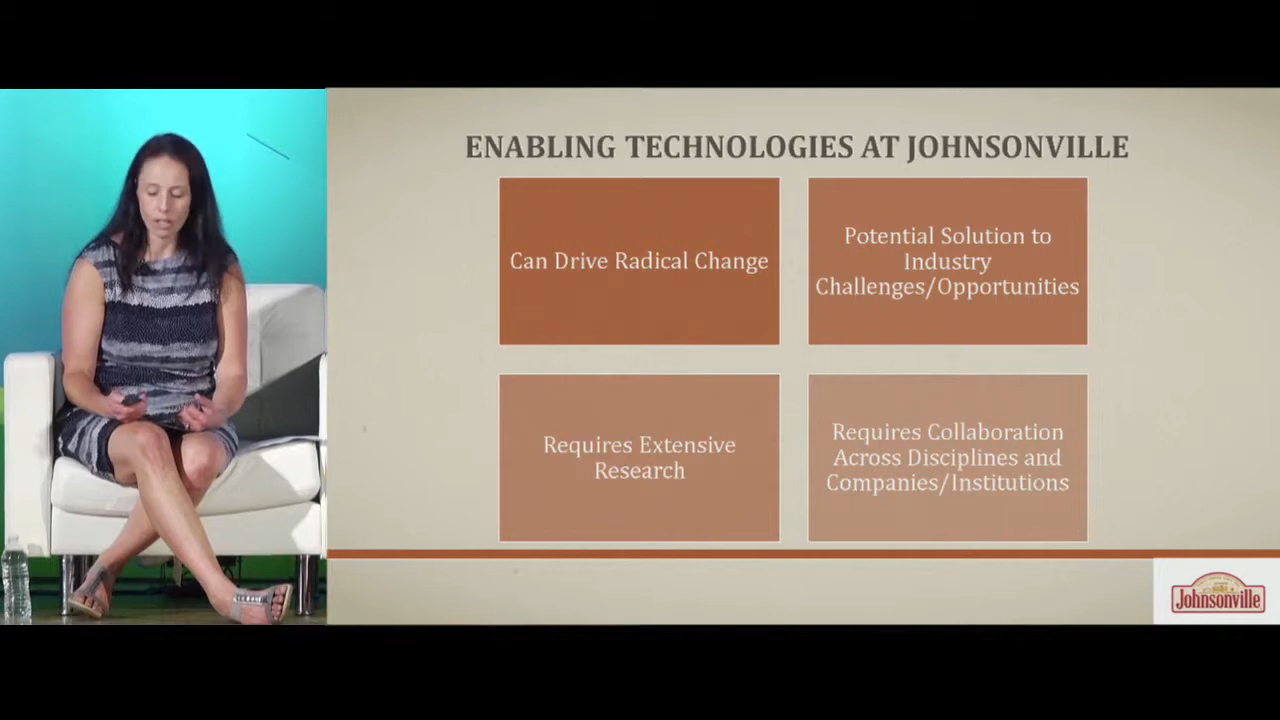 ENABLING TECHNOLOGIES AT JOHNSONVILLE
Can Drive Radical Change
Potential Solution to
Industry
Challenges/Opportunities
Requires Extensive
Research
Requires Collaboration
Across Disciplines and
Companies/Institutions
Johnsonville